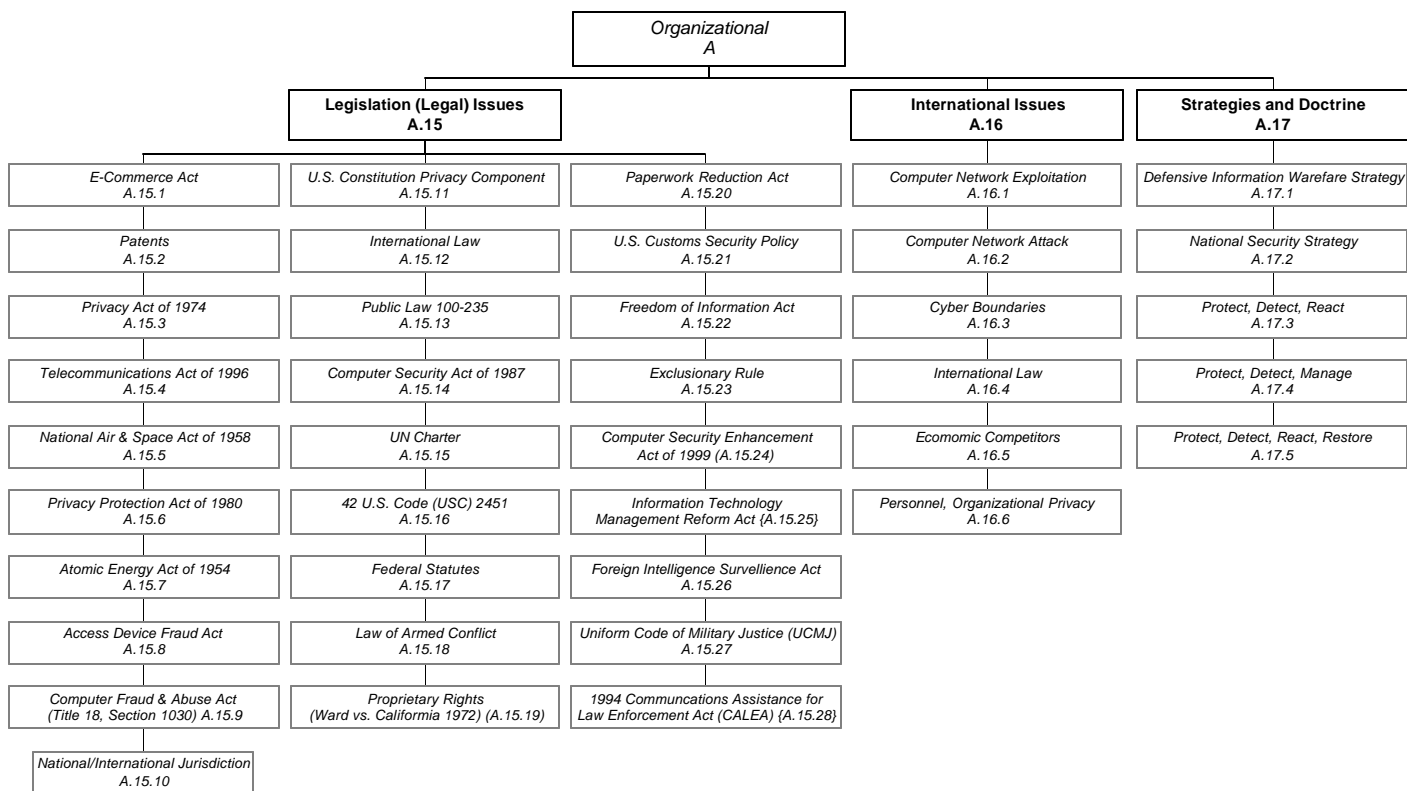 Organizational
A
Legislation (Legal) Issues
A.15
International Issues
A.16
Strategies and Doctrine
A.17
E-Commerce Act
A.15.1
Patents
A.15.2
Privacy Act of 1974
A.15.3
Telecommunications Act of 1996
A.15.4
National Air & Space Act of 1958
A.15.5
Privacy Protection Act of 1980
A.15.6
Atomic Energy Act of 1954
A.15.7
Access Device Fraud Act
A.15.8
Computer Fraud & Abuse Act
(Title 18, Section 1030) A.15.9
National/International Jurisdiction
A.15.10
U.S. Constitution Privacy Component
A.15.11
International Law
A.15.12
Public Law 100-235
A.15.13
Computer Security Act of 1987
A.15.14
UN Charter
A.15.15
42 U.S. Code (USC) 2451
A.15.16
Federal Statutes
A.15.17
Law of Armed Conflict
A.15.18
Proprietary Rights
(Ward vs. California 1972) (A.15.19)
Paperwork Reduction Act
A.15.20
U.S. Customs Security Policy
A.15.21
Freedom of Information Act
A.15.22
Exclusionary Rule
A.15.23
Computer Security Enhancement
Act of 1999 (A.15.24)
Information Technology
Management Reform Act {A.15.25}
Foreign Intelligence Survellience Act
A.15.26
Uniform Code of Military Justice (UCMJ)
A.15.27
1994 Communcations Assistance for
Law Enforcement Act (CALEA) {A.15.28}
Computer Network Exploitation
A.16.1
Computer Network Attack
A.16.2
Cyber Boundaries
A.16.3
International Law
A.16.4
Ecomomic Competitors
A.16.5
Personnel, Organizational Privacy
A.16.6
Defensive Information Warefare Strategy
A.17.1
National Security Strategy
A.17.2
Protect, Detect, React
A.17.3
Protect, Detect, Manage
A.17.4
Protect, Detect, React, Restore
A.17.5